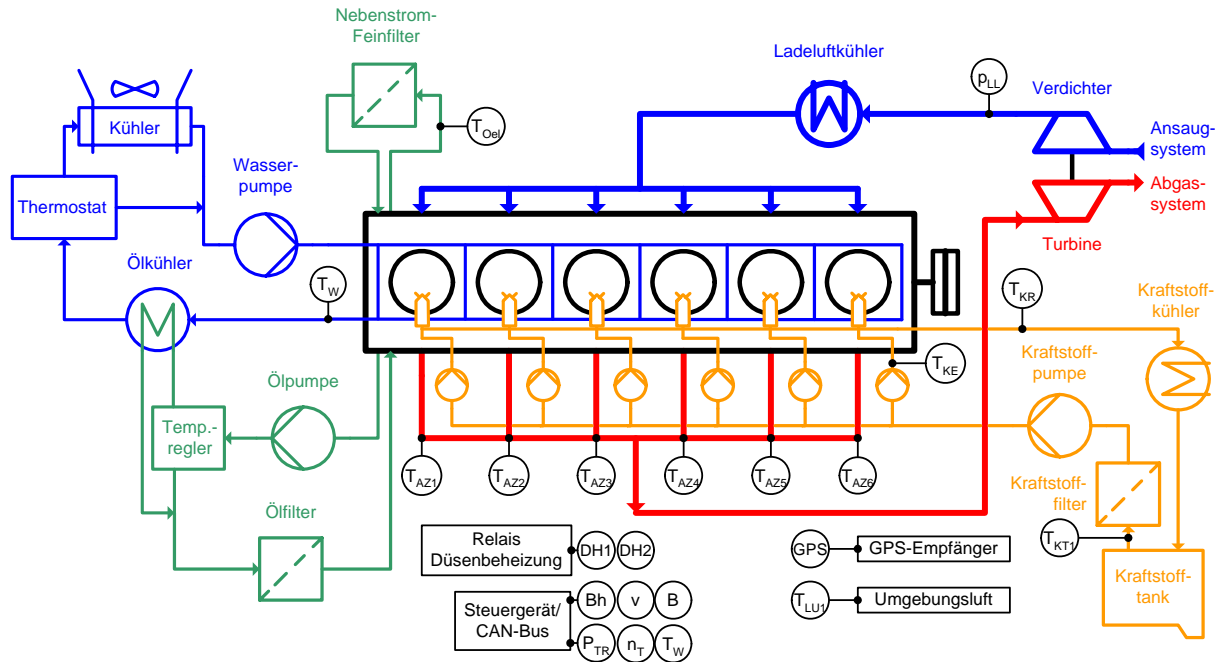 Nebenstrom-
Feinfilter
Ladeluftkühler
pLL
Verdichter
Kühler
TOel
Ansaug-
system
Wasser-
pumpe
Thermostat
Abgas-
system
Turbine
Ölkühler
TW
TKR
Kraftstoff-
kühler
TKE
Kraftstoff-
pumpe
Ölpumpe
Temp.-
regler
TAZ1
TAZ2
TAZ3
TAZ4
TAZ5
TAZ6
Kraftstoff-
filter
Ölfilter
TKT1
Relais
Düsenbeheizung
DH1
DH2
GPS
GPS-Empfänger
Steuergerät/
CAN-Bus
Bh
v
B
PTR
nT
TW
TLU1
Umgebungsluft
Kraftstoff-
tank